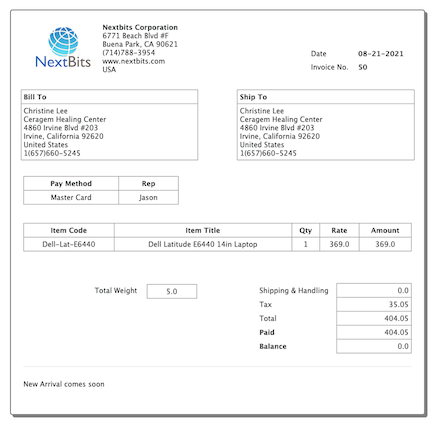 NextBits
Nextbits Corporation
6771 Beach Blvd #F
Buena Park, CA 90621
(714)788-3954
www.nextbits.com
USA
Date 08-21-2021
Invoice No. 50
Bill To
Christine Lee
Ceragem Healing Center
4860 Irvine Blvd #203
Irvine, California 92620
United States
1(657)660-5245
Ship To
Christine Lee
Ceragem Healing Center
4860 Irvine Blvd #203
Irvine, California 92620
United States
1(657)660-5245
Pay Method Rep
Master Card Jason
Item Code Item Title Qty Rate Amount
Dell-Lat-E6440 Dell Latitude E6440 14in Laptop 1 369.0 369.0
Total Weight 5.0
Shipping & Handling 0.0
Tax 35.05
Total 404.05
Paid 404.05
Balance 0.0
New Arrival comes soon